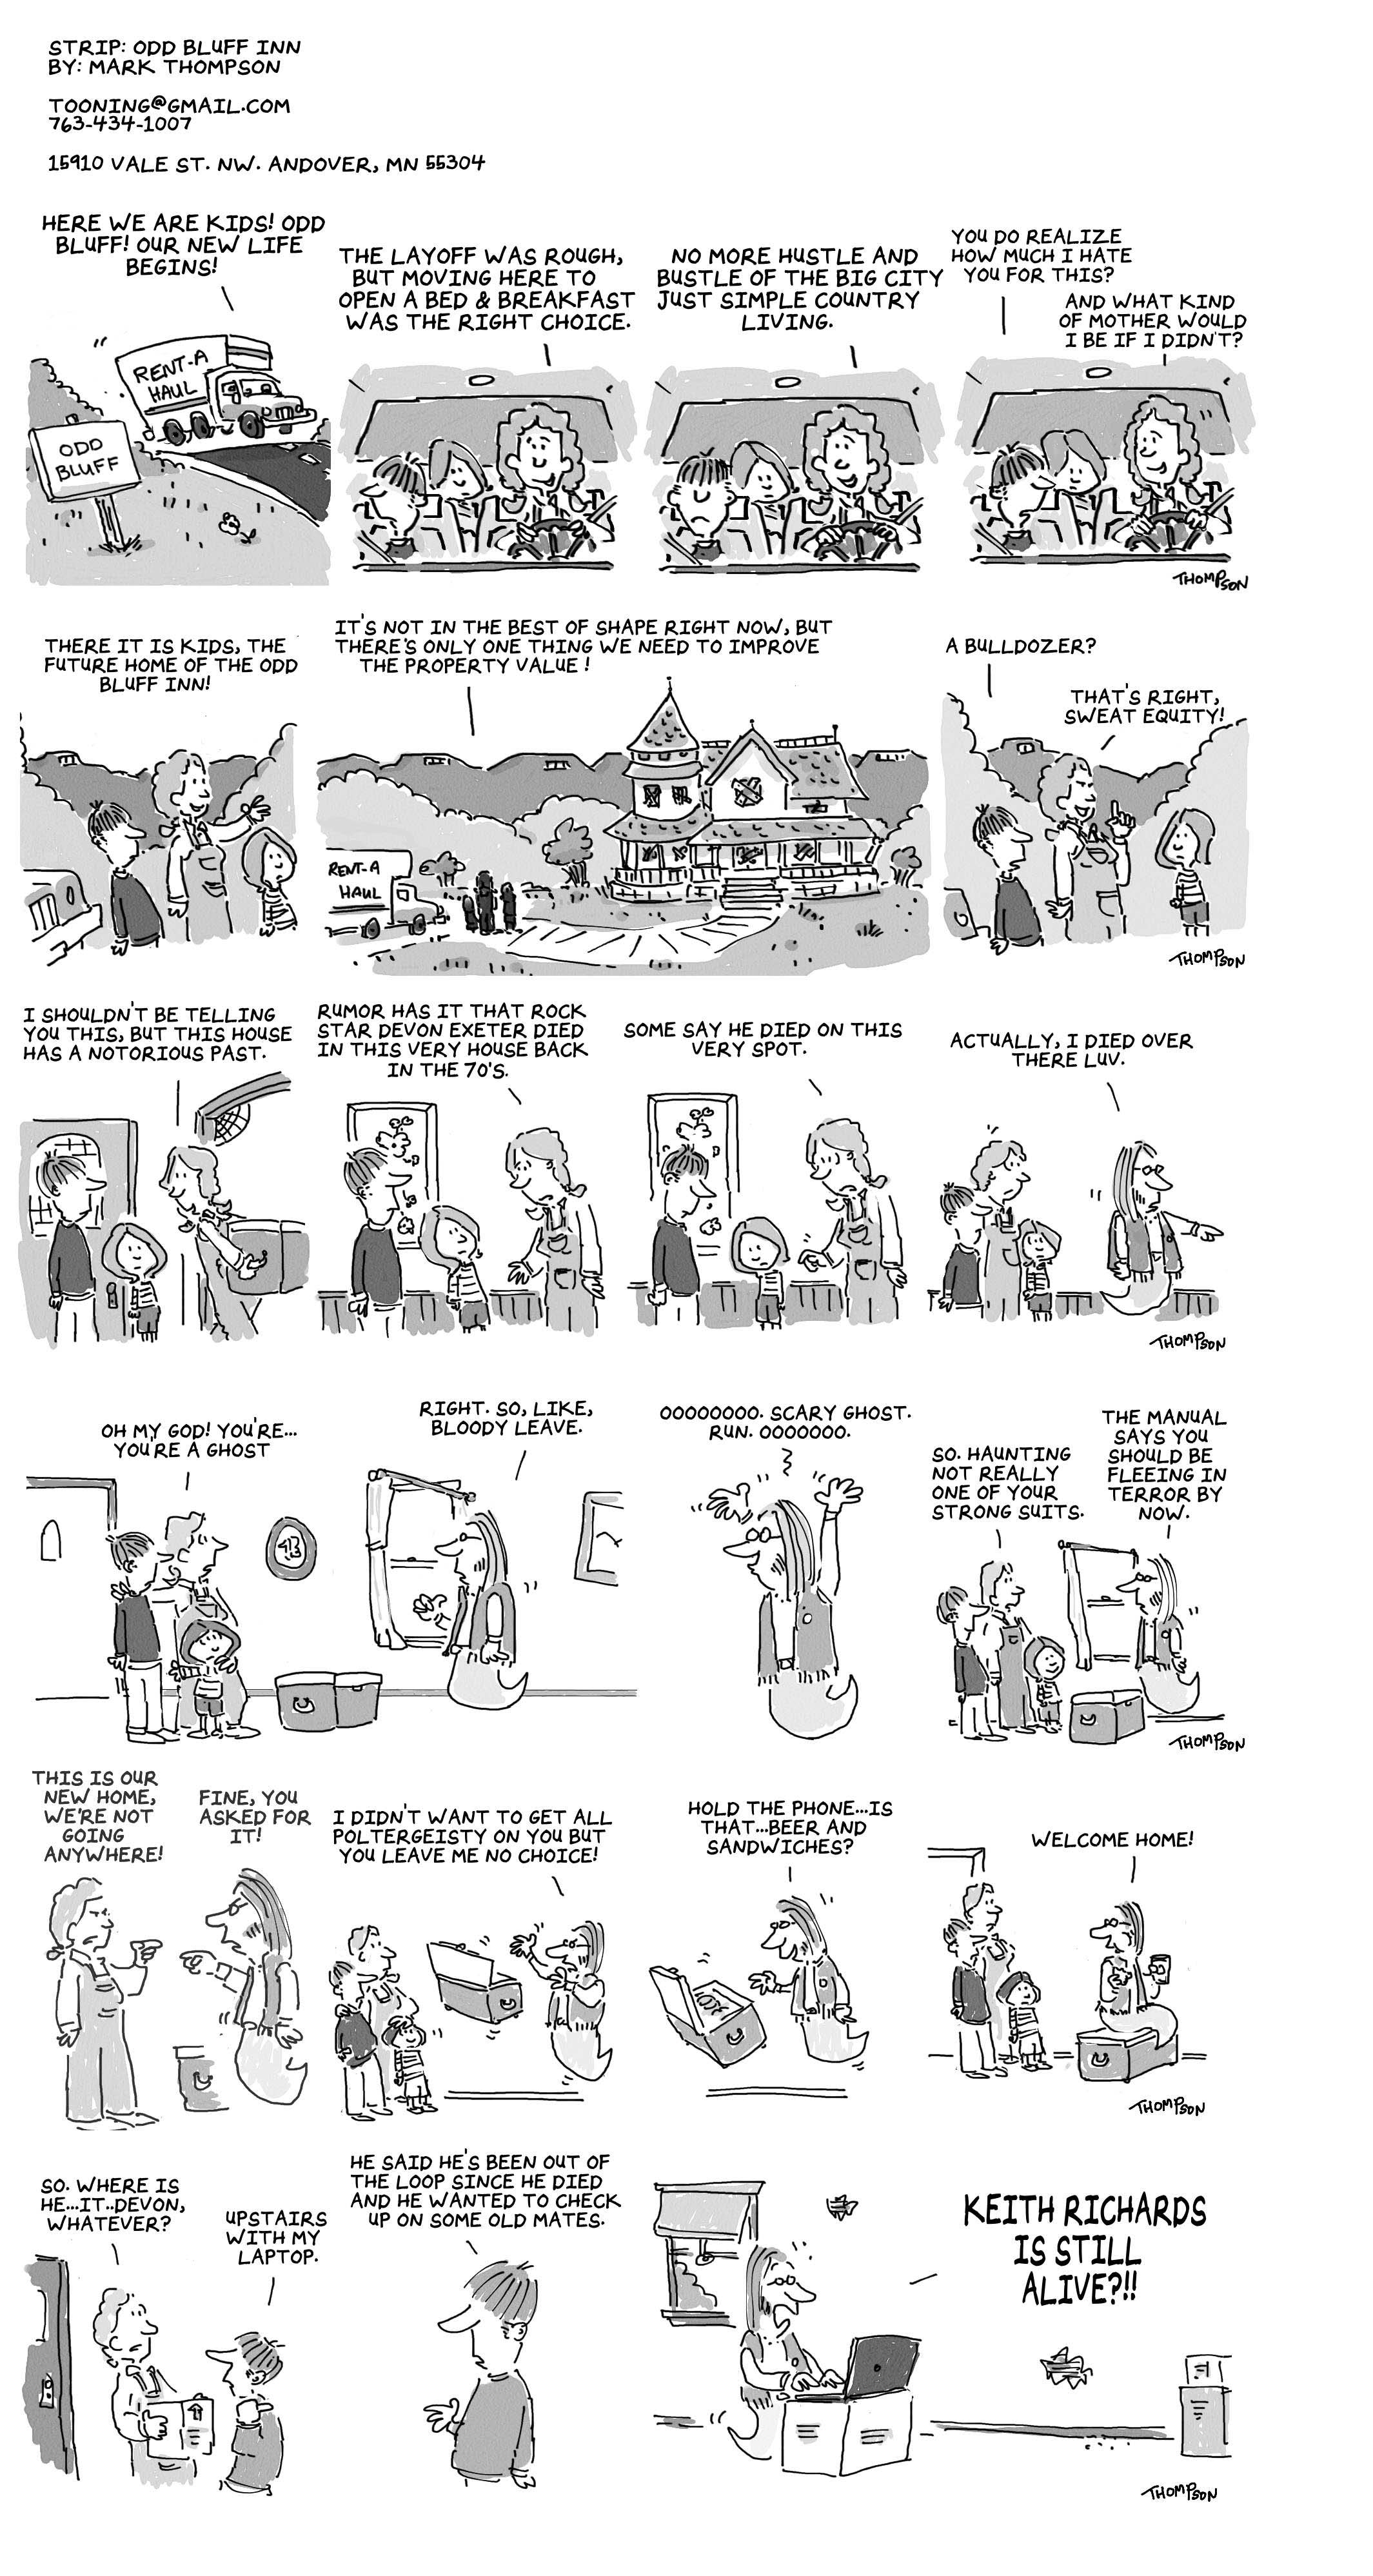 STRIP: ODD BLUFF INN
BY: MARK THOMPSON
TOONING@GMAIL.COM
763-434-1007
15910 VALE ST. NW. ANDOVER, MN 55304
HERE WE ARE KIDS! ODD
BLUFF! OUR NEW LIFE
BEGINS!
RENT-A
HAUL
ODD
BLUFF
THE LAYOFF WAS ROUGH,
BUT MOVING HERE TO
OPEN A BED & BREAKFAST
WAS THE RIGHT CHOICE.
NO MORE HUSTLE AND
BUSTLE OF THE BIG CITY
JUST SIMPLE COUNTRY
LIVING.
YOU DO REALIZE
HOW MUCH I HATE
YOU FOR THIS?
AND WHAT KIND
OF MOTHER WOULD
I BE IF I DIDN'T?
THOMPSON
THERE IT IS KIDS, THE
FUTURE HOME OF THE ODD
BLUFF INN!
IT'S NOT IN THE BEST OF SHAPE RIGHT NOW, BUT
THERE'S ONLY ONE THING WE NEED TO IMPROVE
THE PROPERTY VALUE !
RENT-A
HAUL
A BULLDOZER?
THAT'S RIGHT,
SWEAT EQUITY!
THOMPSON
I SHOULDN'T BE TELLING
YOU THIS, BUT THIS HOUSE
HAS A NOTORIOUS PAST.
RUMOR HAS IT THAT ROCK
STAR DEVON EXETER DIED
IN THIS VERY HOUSE BACK
IN THE 70'S.
SOME SAY HE DIED ON THIS
VERY SPOT.
ACTUALLY, I DIED OVER
THERE LUV.
THOMPSON
OH MY GOD! YOU'RE...
YOU'RE A GHOST
RIGHT. SO, LIKE,
BLOODY LEAVE.
OOOOOOOO. SCARY GHOST.
RUN. OOOOOOO.
SO. HAUNTING
NOT REALLY
ONE OF YOUR
STRONG SUITS.
THE MANUAL
SAYS YOU
SHOULD BE
FLEEING IN
TERROR BY
NOW.
THOMPSON
THIS IS OUR
NEW HOME,
WE'RE NOT
GOING
ANYWHERE!
FINE, YOU
ASKED FOR
IT!
I DIDN'T WANT TO GET ALL
POLTERGEISTY ON YOU BUT
YOU LEAVE ME NO CHOICE!
HOLD THE PHONE...IS
THAT...BEER AND
SANDWICHES?
WELCOME HOME!
THOMPSON
SO. WHERE IS
HE...IT..DEVON,
WHATEVER?
UPSTAIRS
WITH MY
LAPTOP.
HE SAID HE'S BEEN OUT OF
THE LOOP SINCE HE DIED
AND HE WANTED TO CHECK
UP ON SOME OLD MATES.
KEITH RICHARDS
IS STILL
ALIVE?!!
THOMPSON